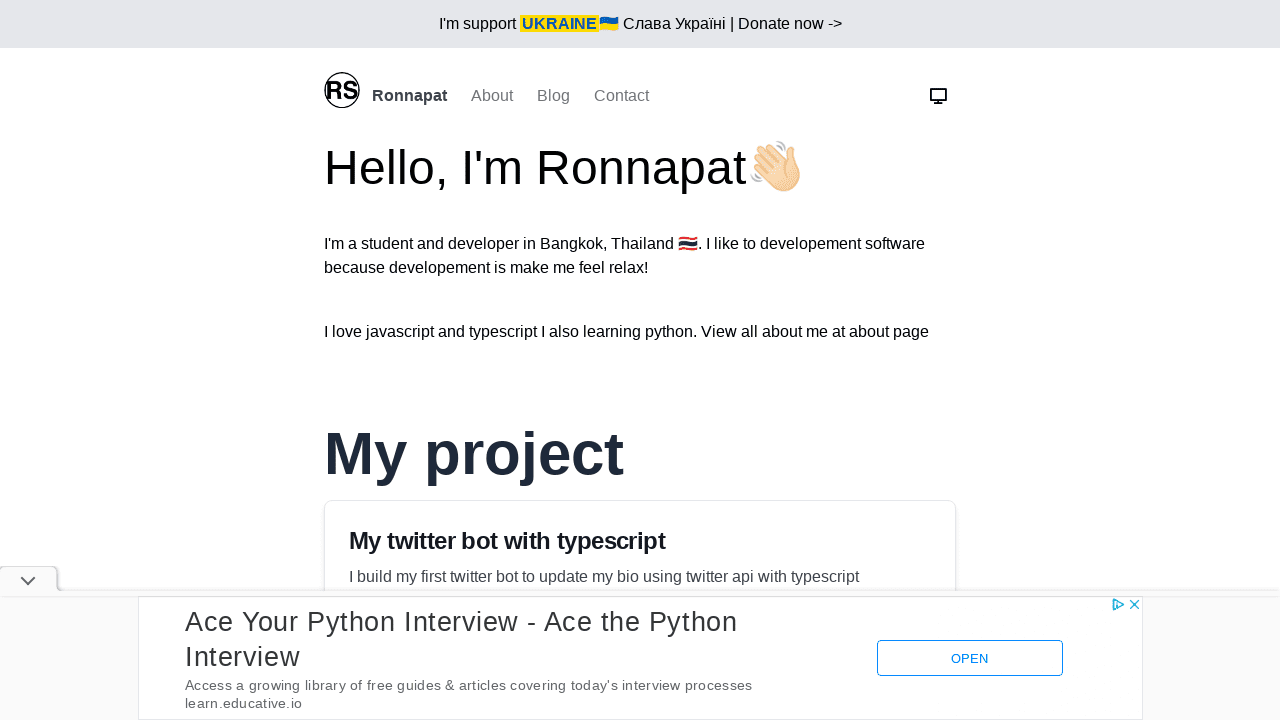 I'm support UKRAINE🇺🇦 Слава Україні | Donate now ->
RS
Ronnapat About Blog Contact
Hello, I'm Ronnapat👋🏻
I'm a student and developer in Bangkok, Thailand 🇹🇭. I like to developement software
because developement is make me feel relax!
I love javascript and typescript I also learning python. View all about me at about page
My project
My twitter bot with typescript
I build my first twitter bot to update my bio using twitter api with typescript
Ace Your Python Interview - Ace the Python
Interview
Access a growing library of free guides & articles covering today's interview processes
learn.educative.io
OPEN